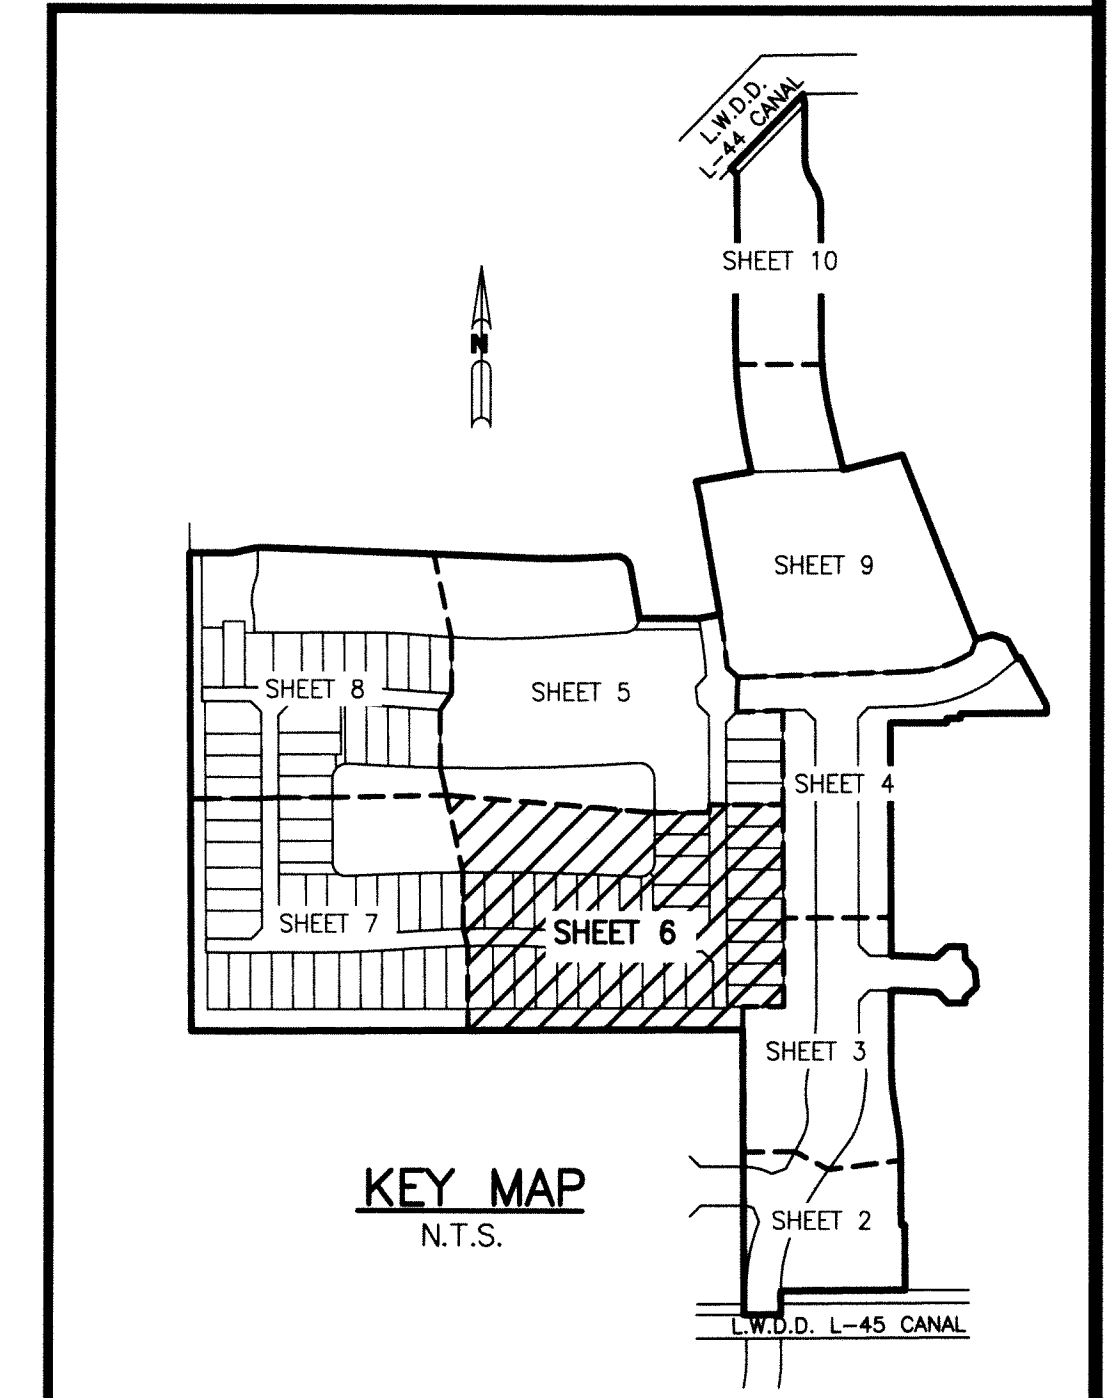 L.W.D.D.
L-44 CANAL
SHEET 10
N
SHEET 9
SHEET 8
SHEET 5
SHEET 4
SHEET 7
SHEET 6
SHEET 3
KEY MAP
N.T.S.
SHEET 2
L.W.D.D. L-45 CANAL